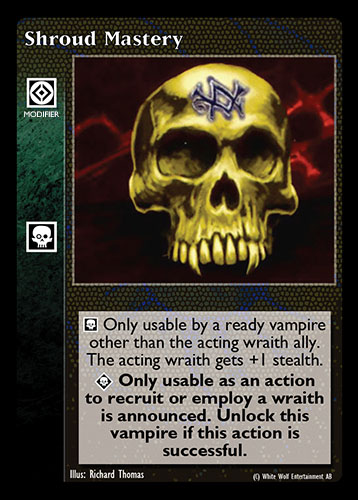 Shroud Mastery
MODIFIER
Only usable by a ready vampire
other than the acting wraith ally.
The acting wraith gets +1 stealth.
Only usable as an action
to recruit or employ a wraith
is announced. Unlock this
vampire if this action is
successful.
Illus: Richard Thomas
(C) White Wolf Entertainment AB